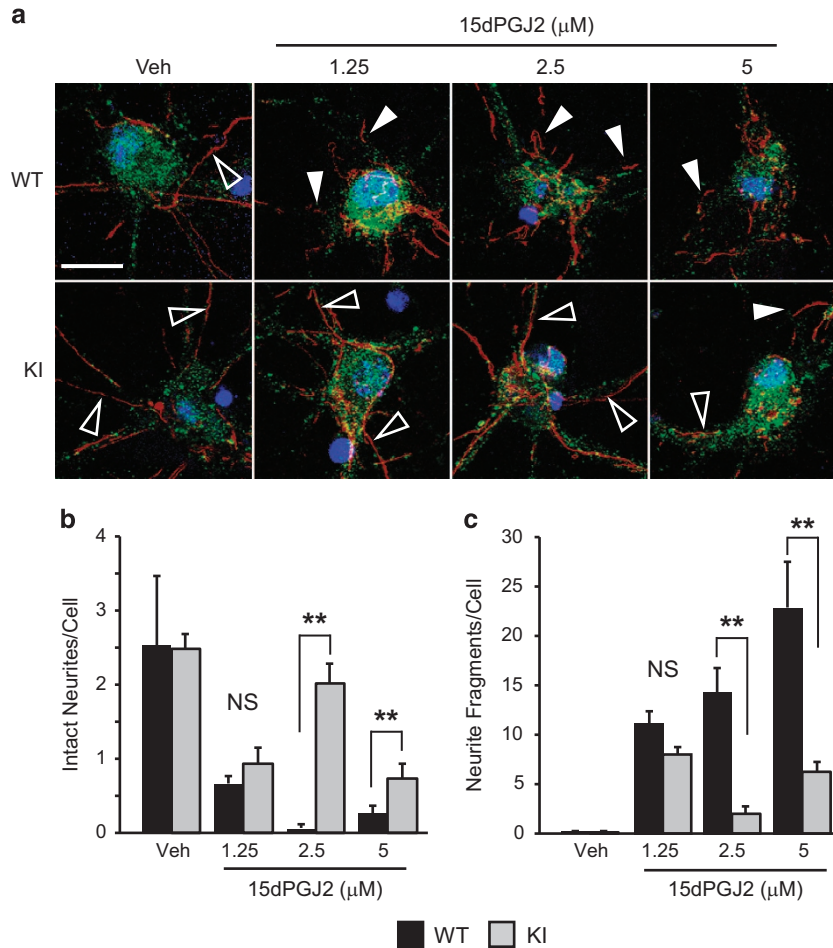 a
15dPGJ2 (μM)
Veh 1.25 2.5 5
WT
KI
b
Intact Neurites/Cell
4
3
2
1
0
NS
**
**
Veh 1.25 2.5 5
15dPGJ2 (μM)
c
Neurite Fragments/Cell
30
25
20
15
10
5
0
NS
**
**
Veh 1.25 2.5 5
15dPGJ2 (μM)
WT KI